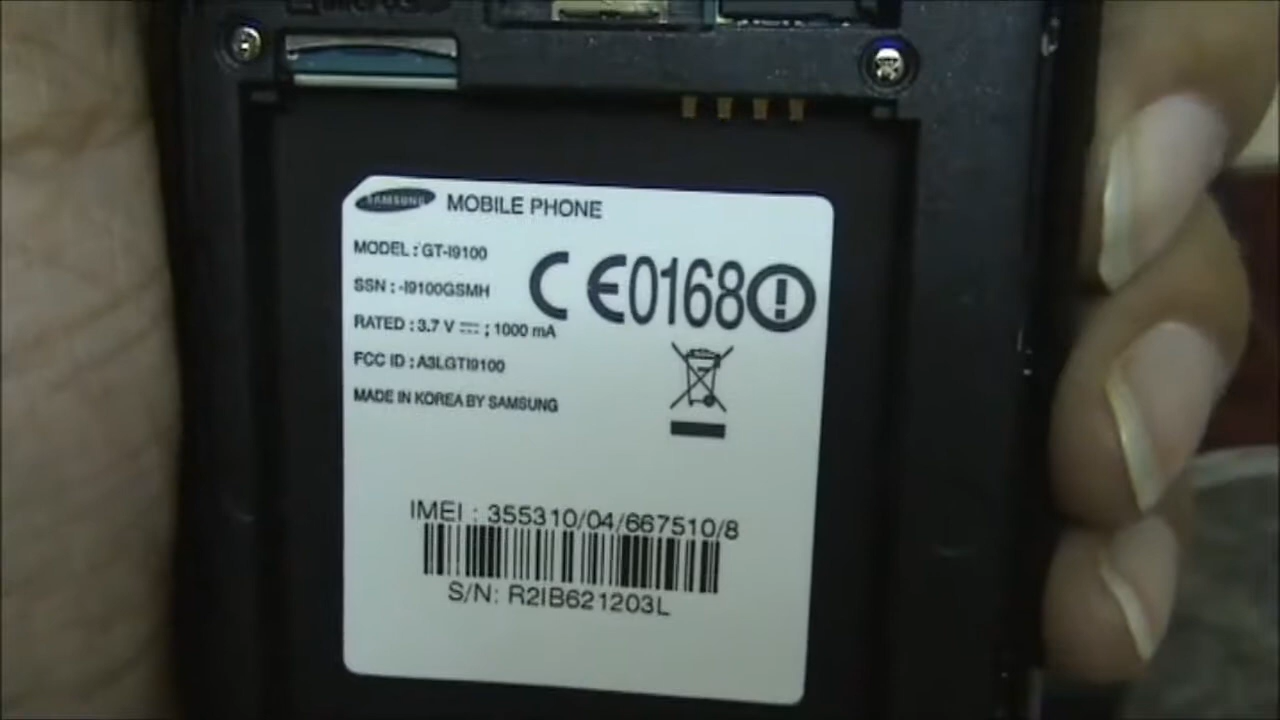 SAMSUNG MOBILE PHONE
MODEL : GT-I9100
SSN : -I9100GSMH
RATED : 3.7 V ⎓ ; 1000 mA
FCC ID : A3LGTI9100
MADE IN KOREA BY SAMSUNG
CE0168
IMEI : 355310/04/667510/8
S/N: R2IB621203L